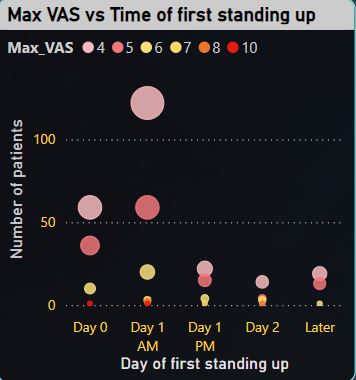 Max VAS vs Time of first standing up
Max_VAS 4 5 6 7 8 10
Number of patients
100
50
0
Day 0 Day 1 AM Day 1 PM Day 2 Later
Day of first standing up